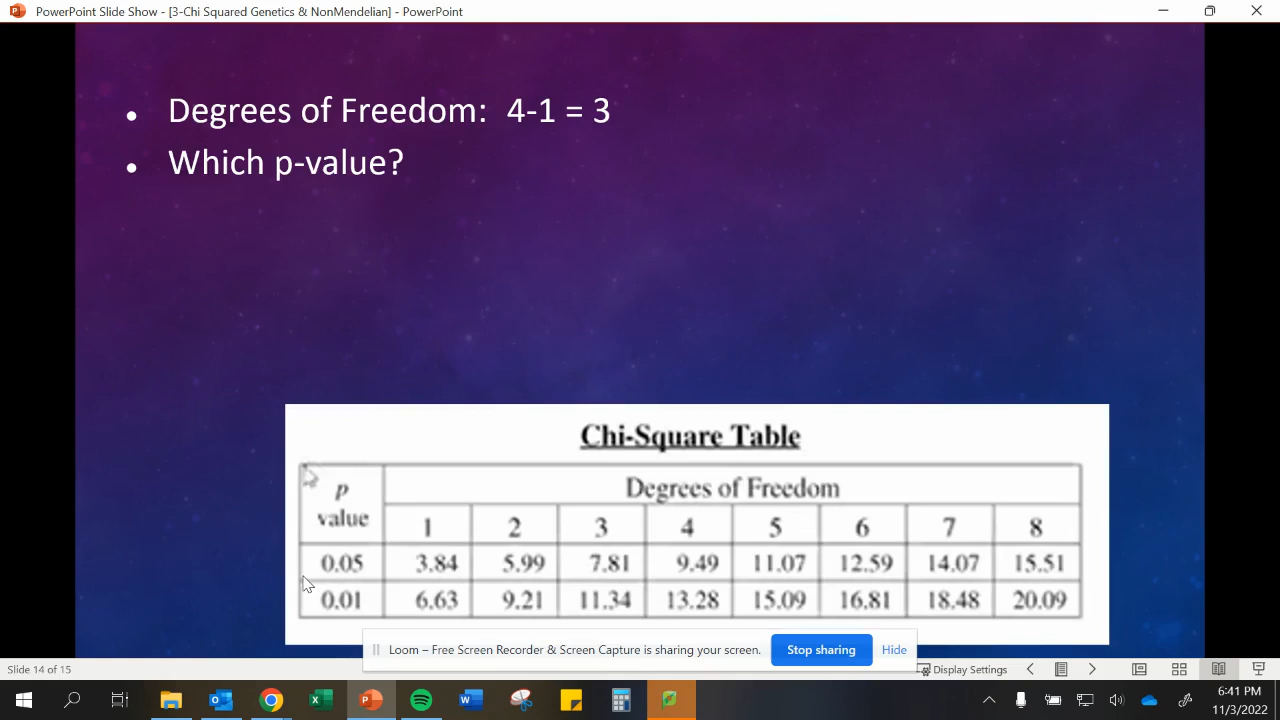 PowerPoint Slide Show - [3-Chi Squared Genetics & NonMendelian] - PowerPoint
• Degrees of Freedom: 4-1 = 3
• Which p-value?
Chi-Square Table
p value Degrees of Freedom
1 2 3 4 5 6 7 8
0.05 3.84 5.99 7.81 9.49 11.07 12.59 14.07 15.51
0.01 6.63 9.21 11.34 13.28 15.09 16.81 18.48 20.09
Loom – Free Screen Recorder & Screen Capture is sharing your screen. Stop sharing Hide
Slide 14 of 15 Display Settings
6:41 PM
11/3/2022